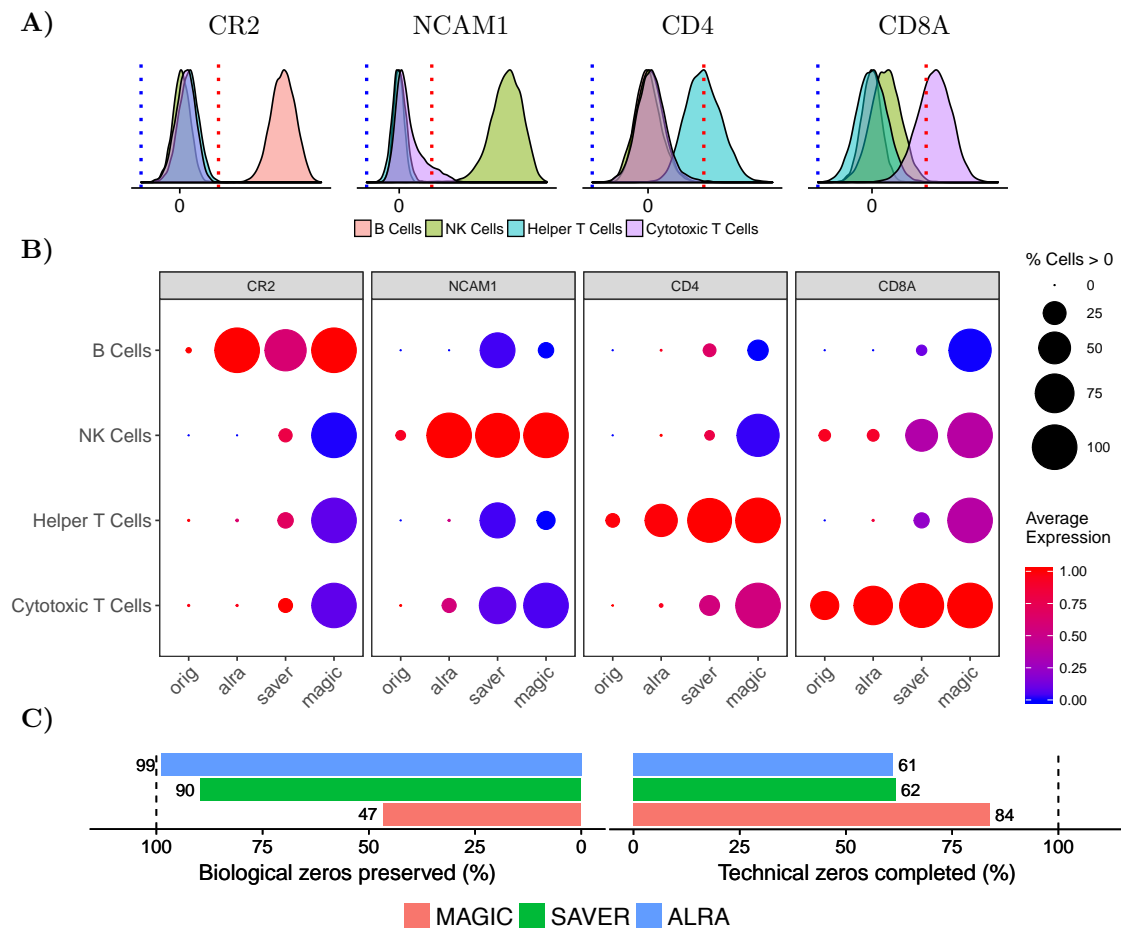 A)
CR2 NCAM1 CD4 CD8A
0 0 0 0
B Cells NK Cells Helper T Cells Cytotoxic T Cells
B)
CR2 NCAM1 CD4 CD8A
B Cells
NK Cells
Helper T Cells
Cytotoxic T Cells
orig alra saver magic orig alra saver magic orig alra saver magic orig alra saver magic
% Cells > 0
0
25
50
75
100
Average
Expression
1.00
0.75
0.50
0.25
0.00
C)
99 61
90 62
47 84
100 75 50 25 0 0 25 50 75 100
Biological zeros preserved (%) Technical zeros completed (%)
MAGIC SAVER ALRA